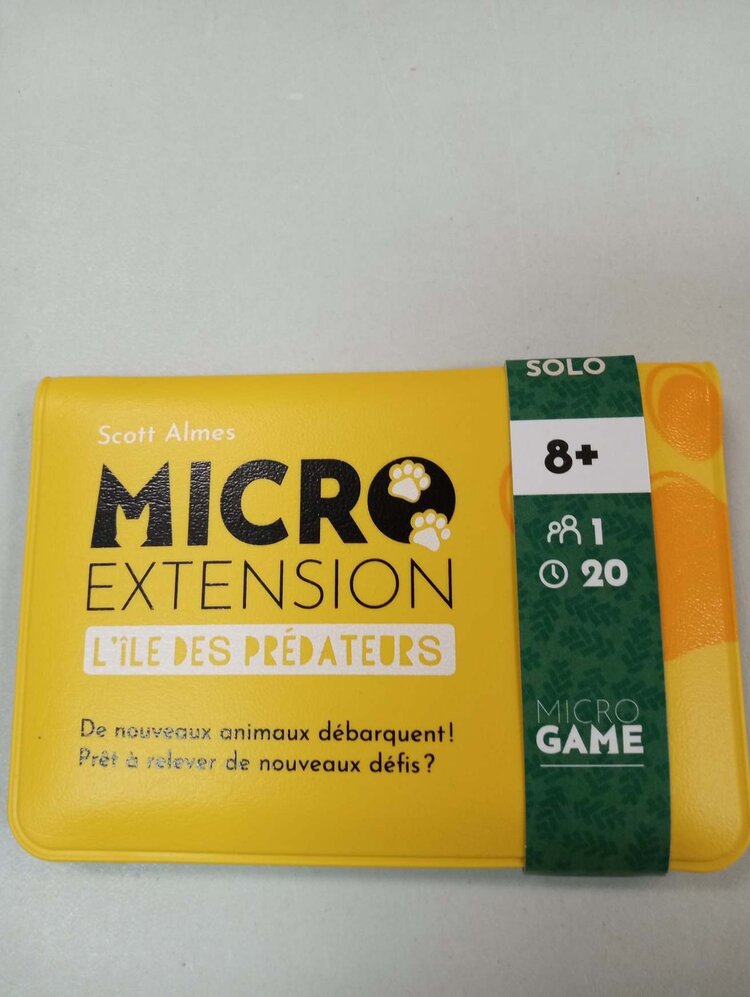 Scott Almes
MICRO
EXTENSION
L'ÎLE DES PRÉDATEURS
De nouveaux animaux débarquent !
Prêt à relever de nouveaux défis ?
SOLO
8+
1
20
MICRO
GAME